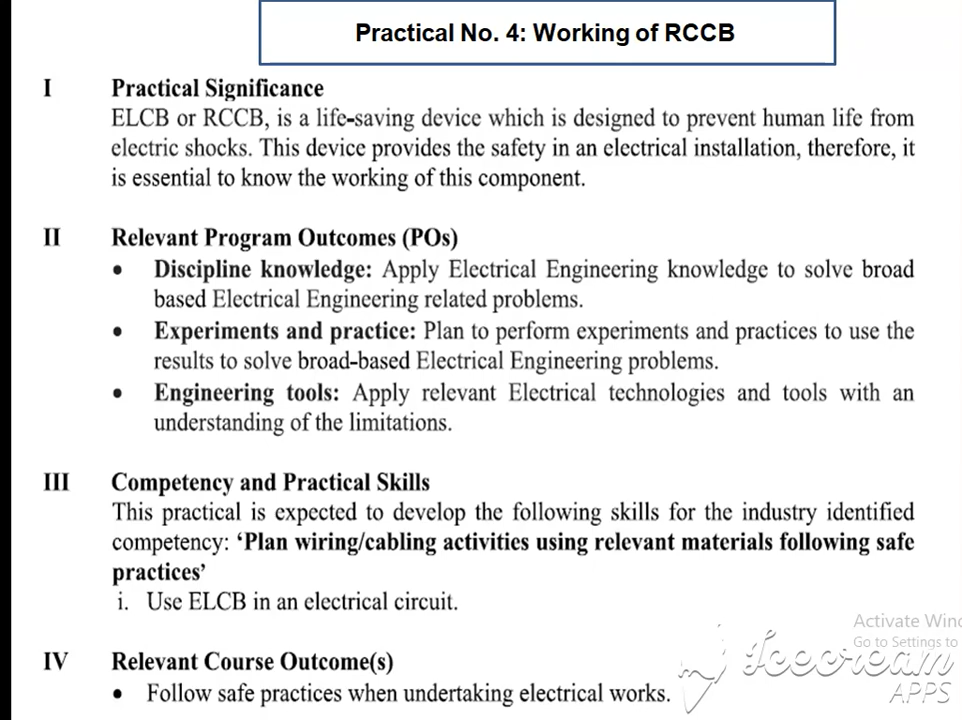 Practical No. 4: Working of RCCB
I Practical Significance
ELCB or RCCB, is a life-saving device which is designed to prevent human life from
electric shocks. This device provides the safety in an electrical installation, therefore, it
is essential to know the working of this component.
II Relevant Program Outcomes (POs)
• Discipline knowledge: Apply Electrical Engineering knowledge to solve broad
based Electrical Engineering related problems.
• Experiments and practice: Plan to perform experiments and practices to use the
results to solve broad-based Electrical Engineering problems.
• Engineering tools: Apply relevant Electrical technologies and tools with an
understanding of the limitations.
III Competency and Practical Skills
This practical is expected to develop the following skills for the industry identified
competency: ‘Plan wiring/cabling activities using relevant materials following safe
practices’
i. Use ELCB in an electrical circuit.
IV Relevant Course Outcome(s)
• Follow safe practices when undertaking electrical works.
Activate Wind
Go to Settings to
Icecream
APPS